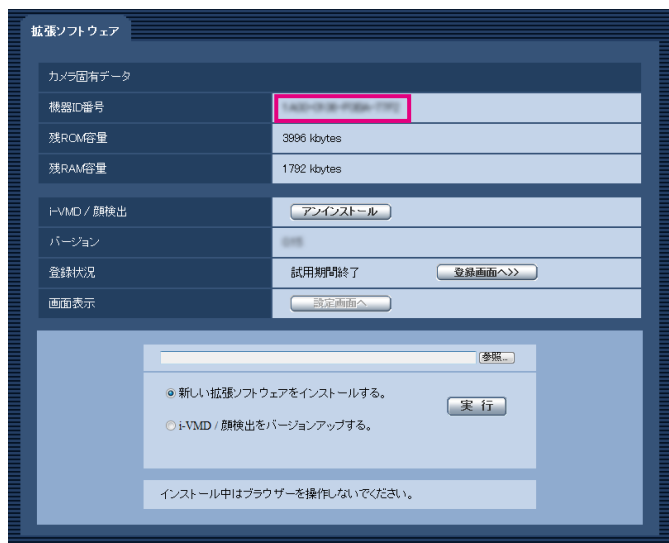 拡張ソフトウェア
カメラ固有データ
機器ID番号
残ROM容量 3996 kbytes
残RAM容量 1792 kbytes
i-VMD / 顔検出 アンインストール
バージョン
登録状況 試用期間終了 登録画面へ>>
画面表示 設定画面へ
参照...
新しい拡張ソフトウェアをインストールする。
実 行
i-VMD / 顔検出をバージョンアップする。
インストール中はブラウザーを操作しないでください。